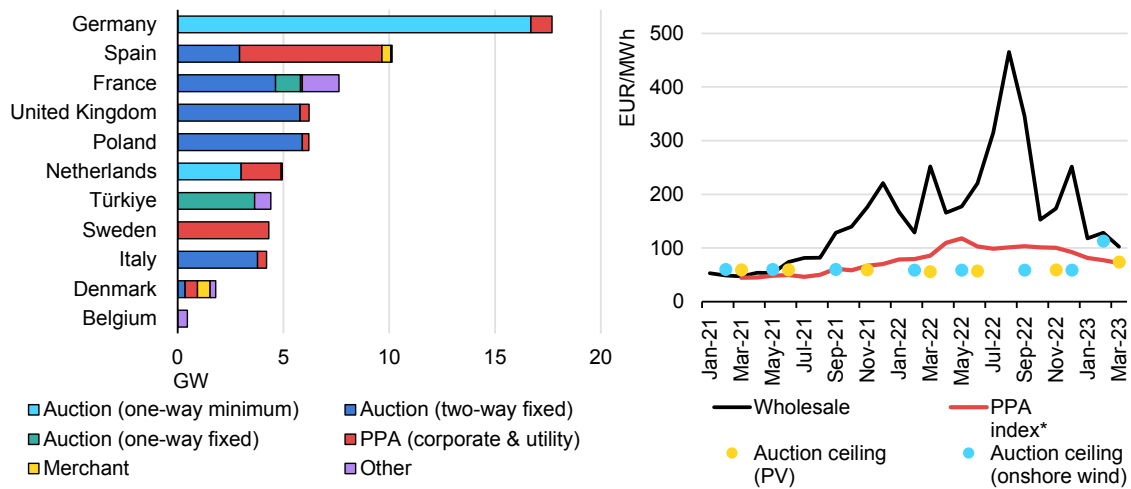 Germany
Spain
France
United Kingdom
Poland
Netherlands
Türkiye
Sweden
Italy
Denmark
Belgium
0
5
10
15
20
GW
Auction (one-way minimum)
Auction (two-way fixed)
Auction (one-way fixed)
PPA (corporate & utility)
Merchant
Other
EUR/MWh
500
400
300
200
100
0
Jan-21
Mar-21
May-21
Jul-21
Sep-21
Nov-21
Jan-22
Mar-22
May-22
Jul-22
Sep-22
Nov-22
Jan-23
Mar-23
Wholesale
PPA
index*
Auction ceiling
(PV)
Auction ceiling
(onshore wind)